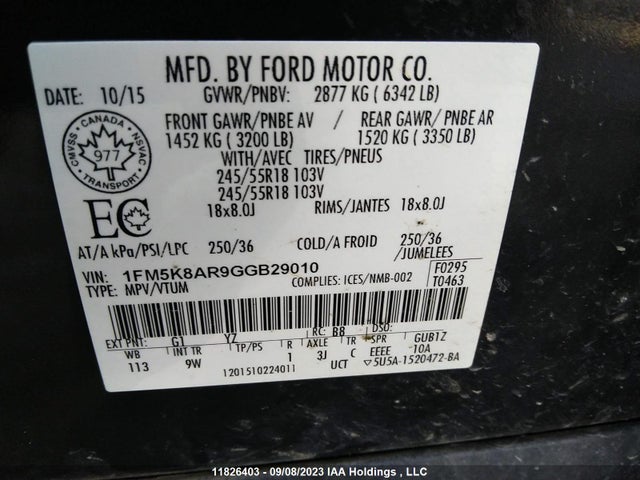 MFD. BY FORD MOTOR CO.
DATE: 10/15 GVWR/PNBV: 2877 KG ( 6342 LB)
FRONT GAWR/PNBE AV / REAR GAWR/ PNBE AR
1452 KG ( 3200 LB) 1520 KG ( 3350 LB)
WITH/AVEC TIRES/PNEUS
245/55R18 103V
245/55R18 103V
18x8.0J RIMS/JANTES 18x8.0J
CANADA
CMVSS NSVAC
977
TRANSPORT
EC
AT/A kPa/PSI/LPC 250/36 COLD/A FROID 250/36
/JUMELEES
VIN: 1FM5K8AR9GGB29010 F0295
TYPE: MPV/VTUM COMPLIES: ICES/NMB-002 T0463
EXT PNT: G1 YZ RC: B8 DSO:
WB INT TR TP/PS R AXLE TR SPR GUB1Z
113 9W 1 3J C EEEE 10A
1201510224011 UCT ▽5U5A-1520472-BA
11826403 - 09/08/2023 IAA Holdings , LLC